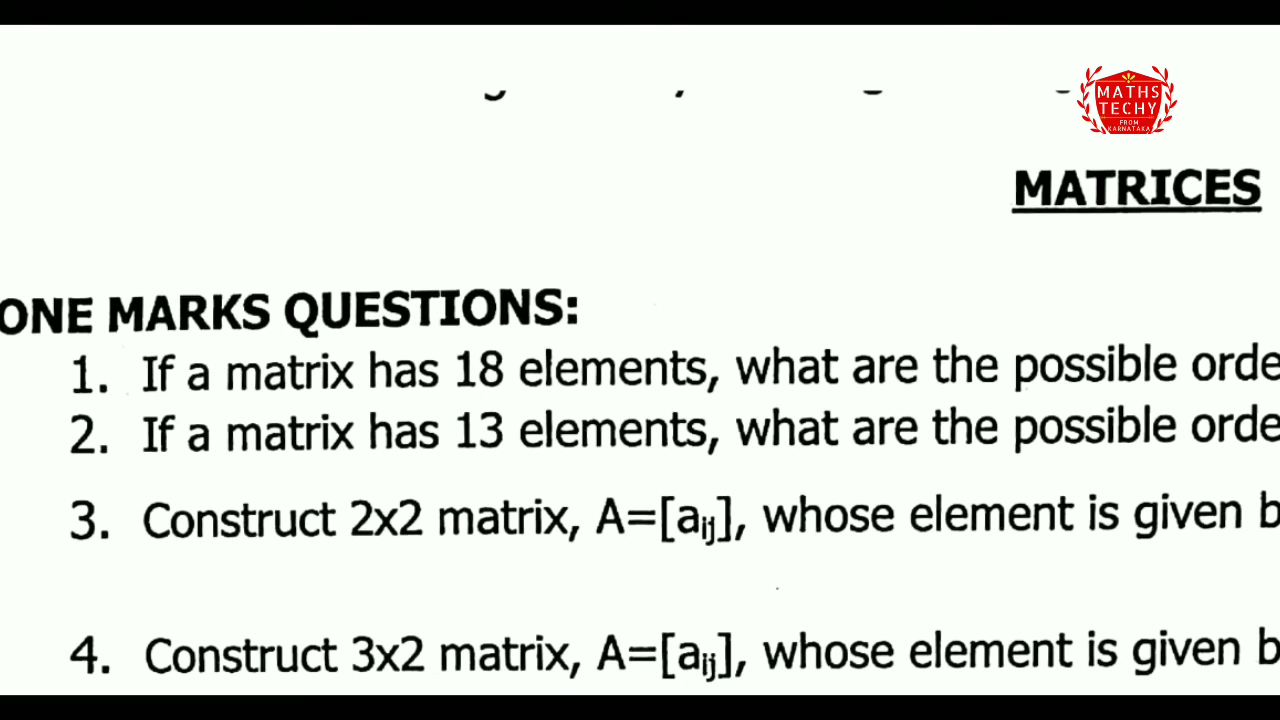 MATHS
TECHY
FROM
KARNATAKA
MATRICES
ONE MARKS QUESTIONS:
1. If a matrix has 18 elements, what are the possible orde
2. If a matrix has 13 elements, what are the possible orde
3. Construct 2x2 matrix, A=[aᵢⱼ], whose element is given b
4. Construct 3x2 matrix, A=[aᵢⱼ], whose element is given b